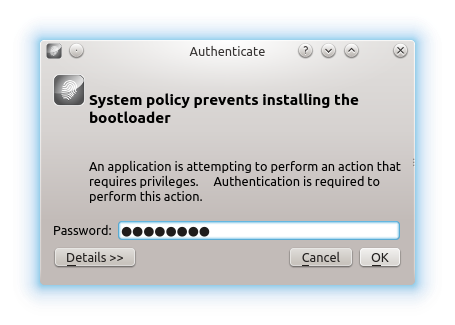 Authenticate
System policy prevents installing the
bootloader
An application is attempting to perform an action that
requires privileges. Authentication is required to
perform this action.
Password: ●●●●●●●●
Details >> Cancel OK